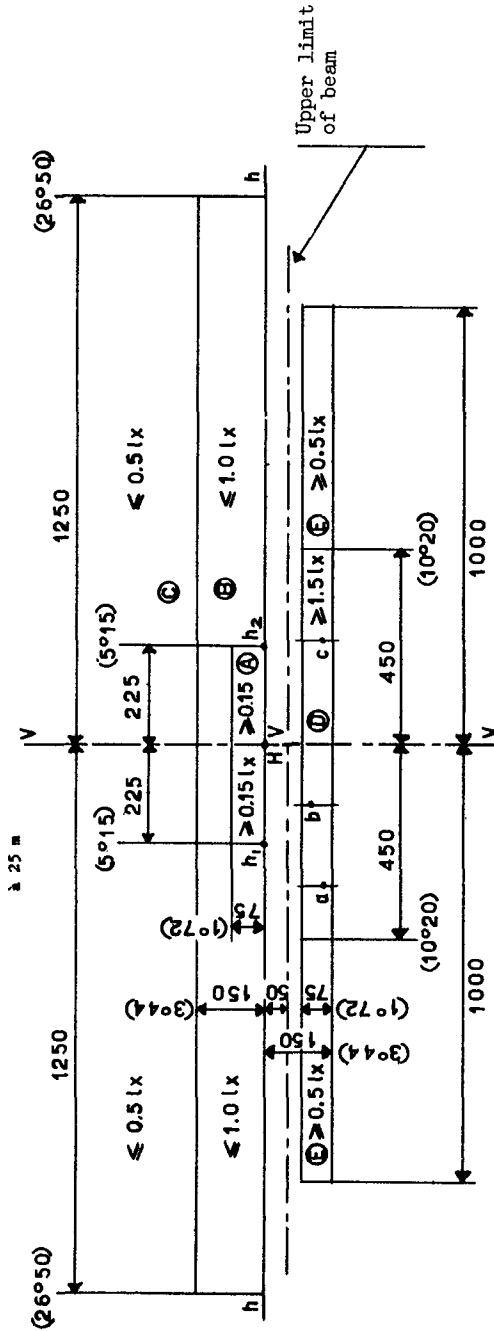 à 25 m
V
(26°50) (26°50)
1250 1250
(5°15) (5°15)
225 225
≤ 0.5 lx ≤ 0.5 lx
C
(3°44) (1°72)
150 75
≤ 1.0 lx B ≤ 1.0 lx
≥0.15 lx ≥0.15 A
h h₁ H V h₂ h
50
Upper limit
of beam
E ≥ 0.5 lx a b D c ≥1.5 lx E ≥0.5 lx
150 75
(3°44) (1°72)
450 450
(10°20) (10°20)
1000 1000
V